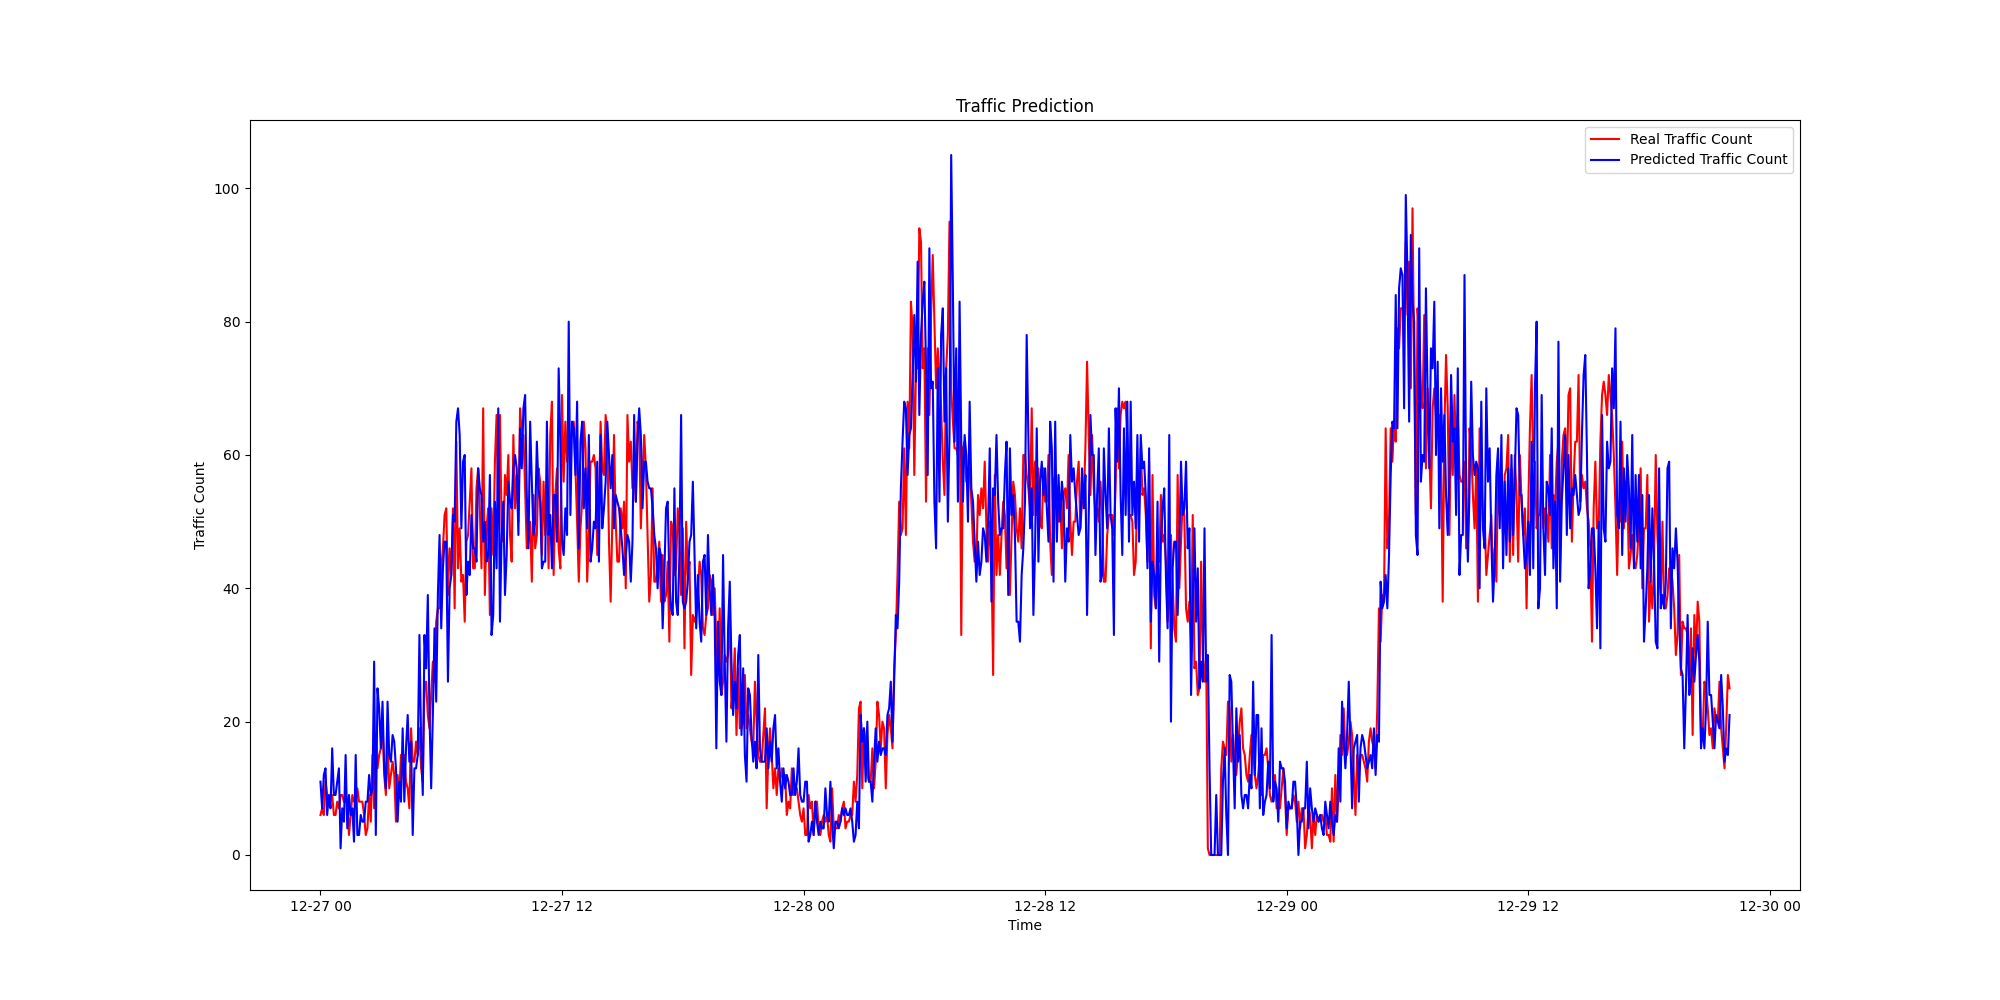 Traffic Prediction
Real Traffic Count
Predicted Traffic Count
Traffic Count
100
80
60
40
20
0
12-27 00
12-27 12
12-28 00
12-28 12
12-29 00
12-29 12
12-30 00
Time